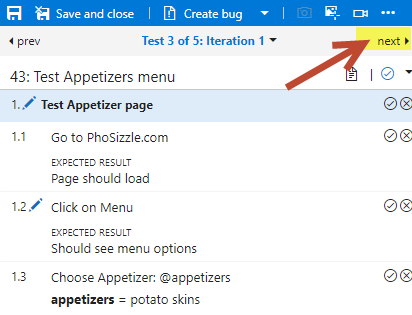 Save and close Create bug
prev Test 3 of 5: Iteration 1 next
43: Test Appetizers menu
1. Test Appetizer page
1.1 Go to PhoSizzle.com
EXPECTED RESULT
Page should load
1.2 Click on Menu
EXPECTED RESULT
Should see menu options
1.3 Choose Appetizer: @appetizers
appetizers = potato skins